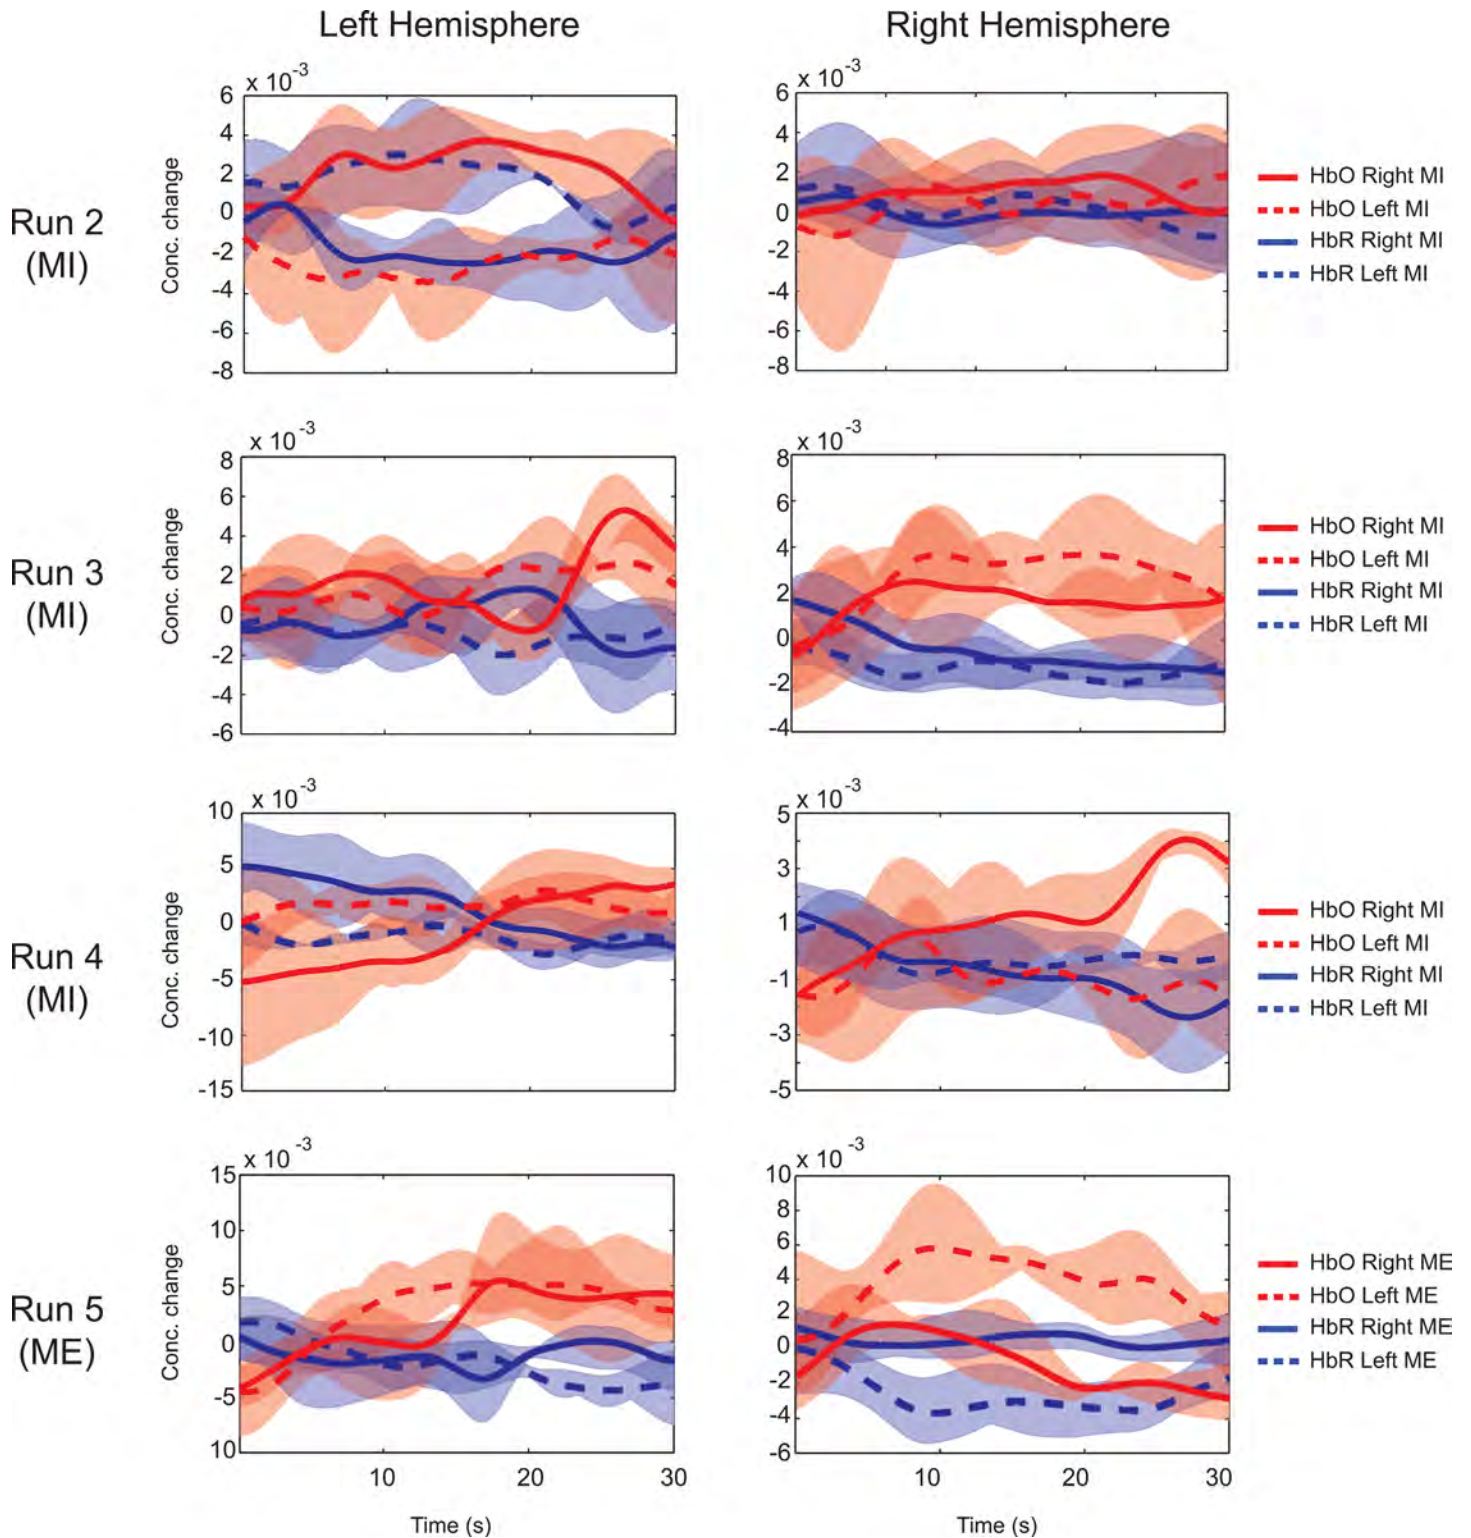 Left Hemisphere
Right Hemisphere
Run 2
(MI)
x 10 -3
6
4
2
0
-2
-4
-6
-8
Conc. change
x 10 -3
6
4
2
0
-2
-4
-6
-8
HbO Right MI
HbO Left MI
HbR Right MI
HbR Left MI
Run 3
(MI)
x 10 -3
8
6
4
2
0
-2
-4
-6
Conc. change
x 10 -3
8
6
4
2
0
-2
-4
HbO Right MI
HbO Left MI
HbR Right MI
HbR Left MI
Run 4
(MI)
x 10 -3
10
5
0
-5
-10
-15
Conc. change
x 10 -3
5
3
1
-1
-3
-5
HbO Right MI
HbO Left MI
HbR Right MI
HbR Left MI
Run 5
(ME)
x 10 -3
15
10
5
0
-5
10
Conc. change
10
20
30
Time (s)
x 10 -3
10
8
6
4
2
0
-2
-4
-6
10
20
30
Time (s)
HbO Right ME
HbO Left ME
HbR Right ME
HbR Left ME